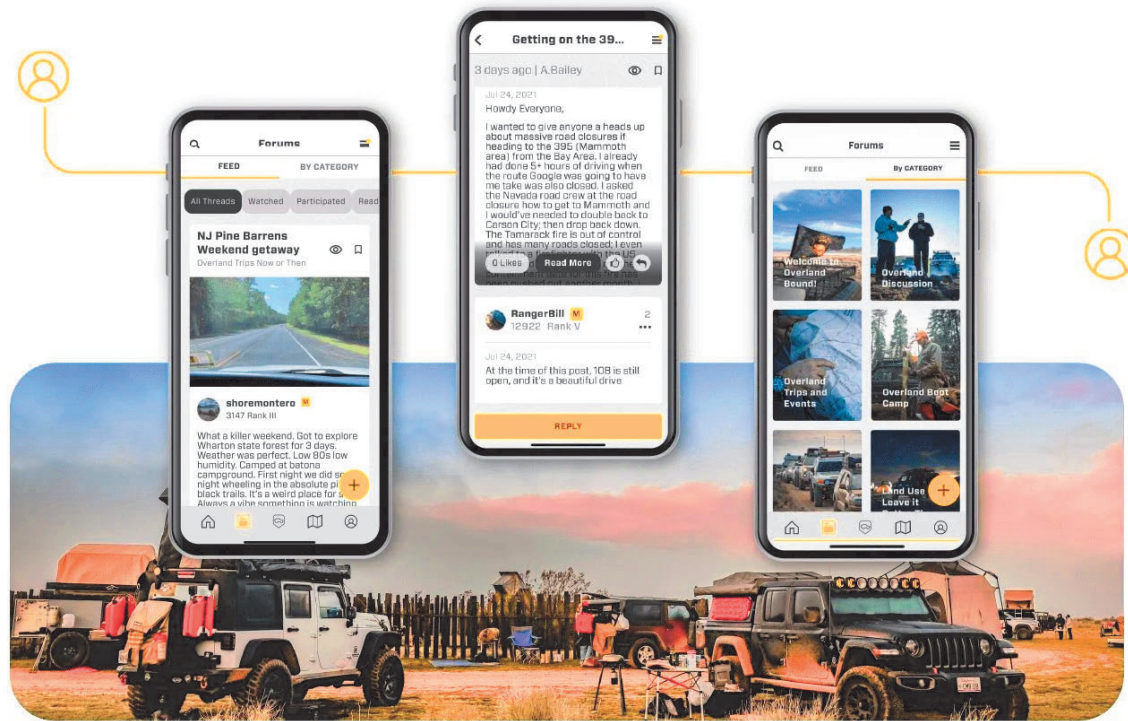 Forums
FEED
BY CATEGORY
All Threads
Watched
Participated
Read
NJ Pine Barrens
Weekend getaway
Overland Trips Now or Then
shoremontero M
3147 Rank III
What a killer weekend. Got to explore
Wharton state forest for 3 days.
Weather was perfect. Low 80s low
humidity. Camped at batona
campground. First night we did so
night wheeling in the absolute pi
black trails. It's a weird place for s
Always a vibe something is watching
Getting on the 39...
3 days ago | A.Bailey
Jul 24, 2021
Howdy Everyone,
I wanted to give anyone a heads up
about massive road closures if
heading to the 395 (Mammoth
area) from the Bay Area. I already
had done 5+ hours of driving when
the route Google was going to have
me take was also closed. I asked
the Nevada road crew at the road
closure how to get to Mammoth and
I would've needed to double back to
Carson City; then drop back down.
The Tamarack fire is out of control
and has many roads closed; I even
0 Likes
Read More
RangerBill M
2
12922 Rank V
Jul 24, 2021
At the time of this post, 108 is still
open, and it's a beautiful drive
REPLY
Forums
FEED
BY CATEGORY
Welcome to
Overland
Bound!
Overland
Discussion
Overland
Trips and
Events
Overland Boot
Camp
Land Use
Leave it